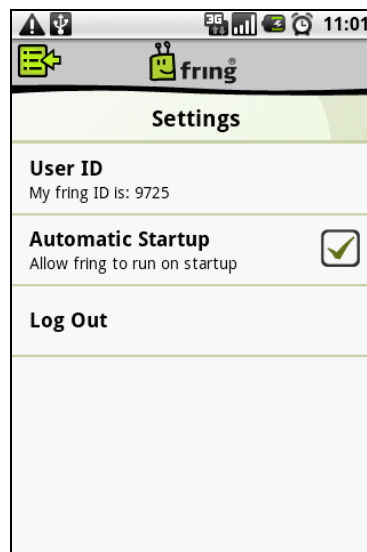 3G 11:01
fring®
Settings
User ID
My fring ID is: 9725
Automatic Startup
Allow fring to run on startup
Log Out